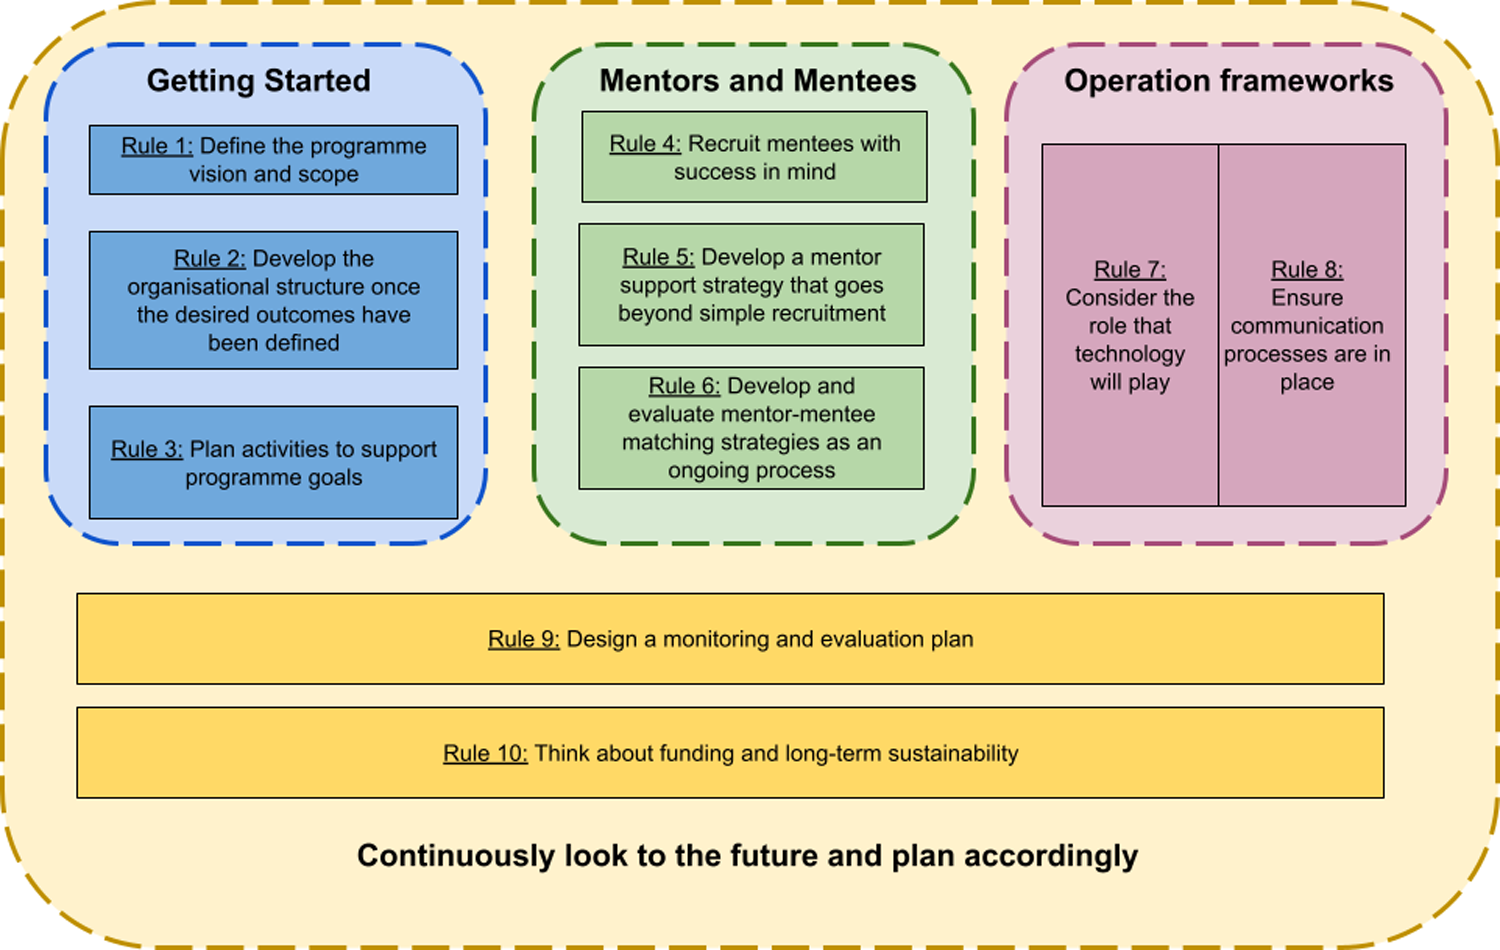 Getting Started
Rule 1: Define the programme
vision and scope
Rule 2: Develop the
organisational structure once
the desired outcomes have
been defined
Rule 3: Plan activities to support
programme goals
Mentors and Mentees
Rule 4: Recruit mentees with
success in mind
Rule 5: Develop a mentor
support strategy that goes
beyond simple recruitment
Rule 6: Develop and
evaluate mentor-mentee
matching strategies as an
ongoing process
Operation frameworks
Rule 7:
Consider the
role that
technology
will play
Rule 8:
Ensure
communication
processes are in
place
Rule 9: Design a monitoring and evaluation plan
Rule 10: Think about funding and long-term sustainability
Continuously look to the future and plan accordingly